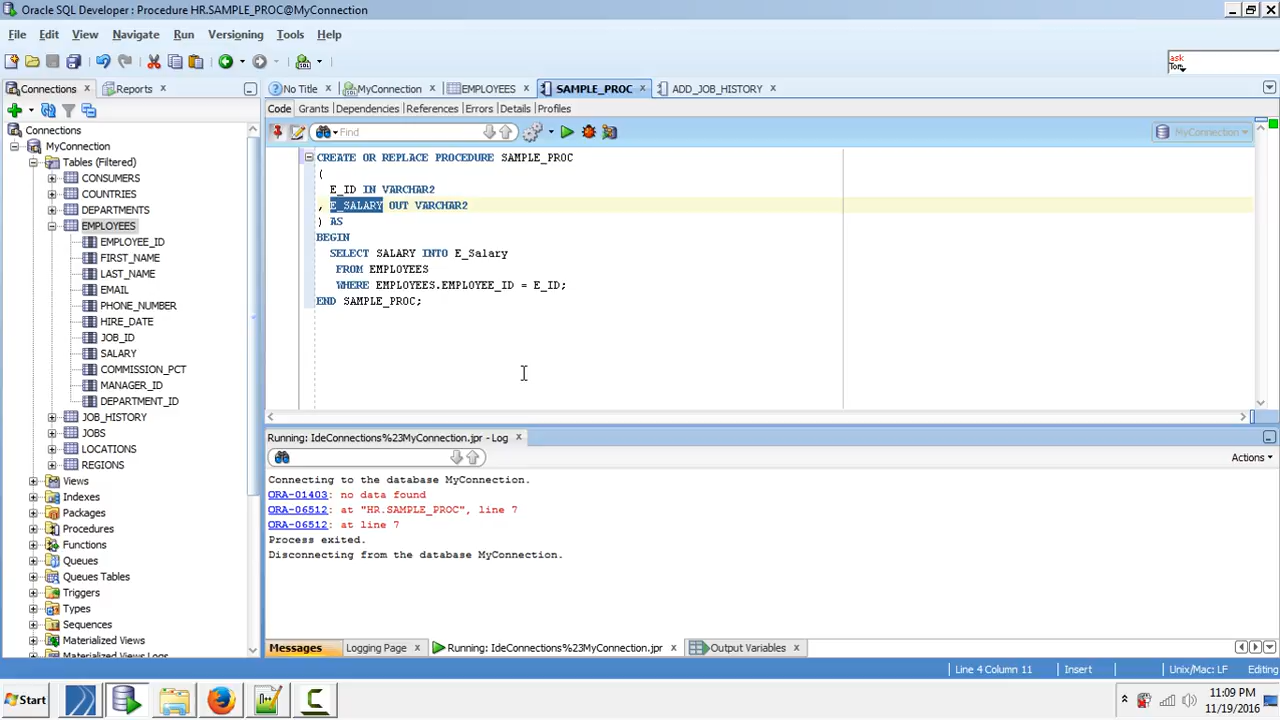 Oracle SQL Developer : Procedure HR.SAMPLE_PROC@MyConnection
File Edit View Navigate Run Versioning Tools Help
ask
Tom
Connections Reports
No Title MyConnection EMPLOYEES SAMPLE_PROC ADD_JOB_HISTORY
Code Grants Dependencies References Errors Details Profiles
Find MyConnection
Connections
MyConnection
Tables (Filtered)
CONSUMERS
COUNTRIES
DEPARTMENTS
EMPLOYEES
EMPLOYEE_ID
FIRST_NAME
LAST_NAME
EMAIL
PHONE_NUMBER
HIRE_DATE
JOB_ID
SALARY
COMMISSION_PCT
MANAGER_ID
DEPARTMENT_ID
JOB_HISTORY
JOBS
LOCATIONS
REGIONS
Views
Indexes
Packages
Procedures
Functions
Queues
Queues Tables
Triggers
Types
Sequences
Materialized Views
Materialized Views Logs
CREATE OR REPLACE PROCEDURE SAMPLE_PROC
(
E_ID IN VARCHAR2
, E_SALARY OUT VARCHAR2
) AS
BEGIN
SELECT SALARY INTO E_Salary
FROM EMPLOYEES
WHERE EMPLOYEES.EMPLOYEE_ID = E_ID;
END SAMPLE_PROC;
Running: IdeConnections%23MyConnection.jpr - Log
Actions
Connecting to the database MyConnection.
ORA-01403: no data found
ORA-06512: at "HR.SAMPLE_PROC", line 7
ORA-06512: at line 7
Process exited.
Disconnecting from the database MyConnection.
Messages Logging Page Running: IdeConnections%23MyConnection.jpr Output Variables
Line 4 Column 11 Insert Unix/Mac: LF Editing
Start
11:09 PM
11/19/2016